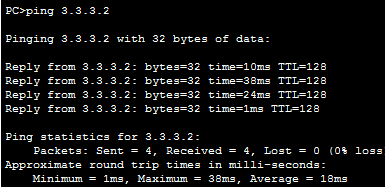 PC>ping 3.3.3.2
Pinging 3.3.3.2 with 32 bytes of data:
Reply from 3.3.3.2: bytes=32 time=10ms TTL=128
Reply from 3.3.3.2: bytes=32 time=38ms TTL=128
Reply from 3.3.3.2: bytes=32 time=24ms TTL=128
Reply from 3.3.3.2: bytes=32 time=1ms TTL=128
Ping statistics for 3.3.3.2:
Packets: Sent = 4, Received = 4, Lost = 0 (0% loss
Approximate round trip times in milli-seconds:
Minimum = 1ms, Maximum = 38ms, Average = 18ms